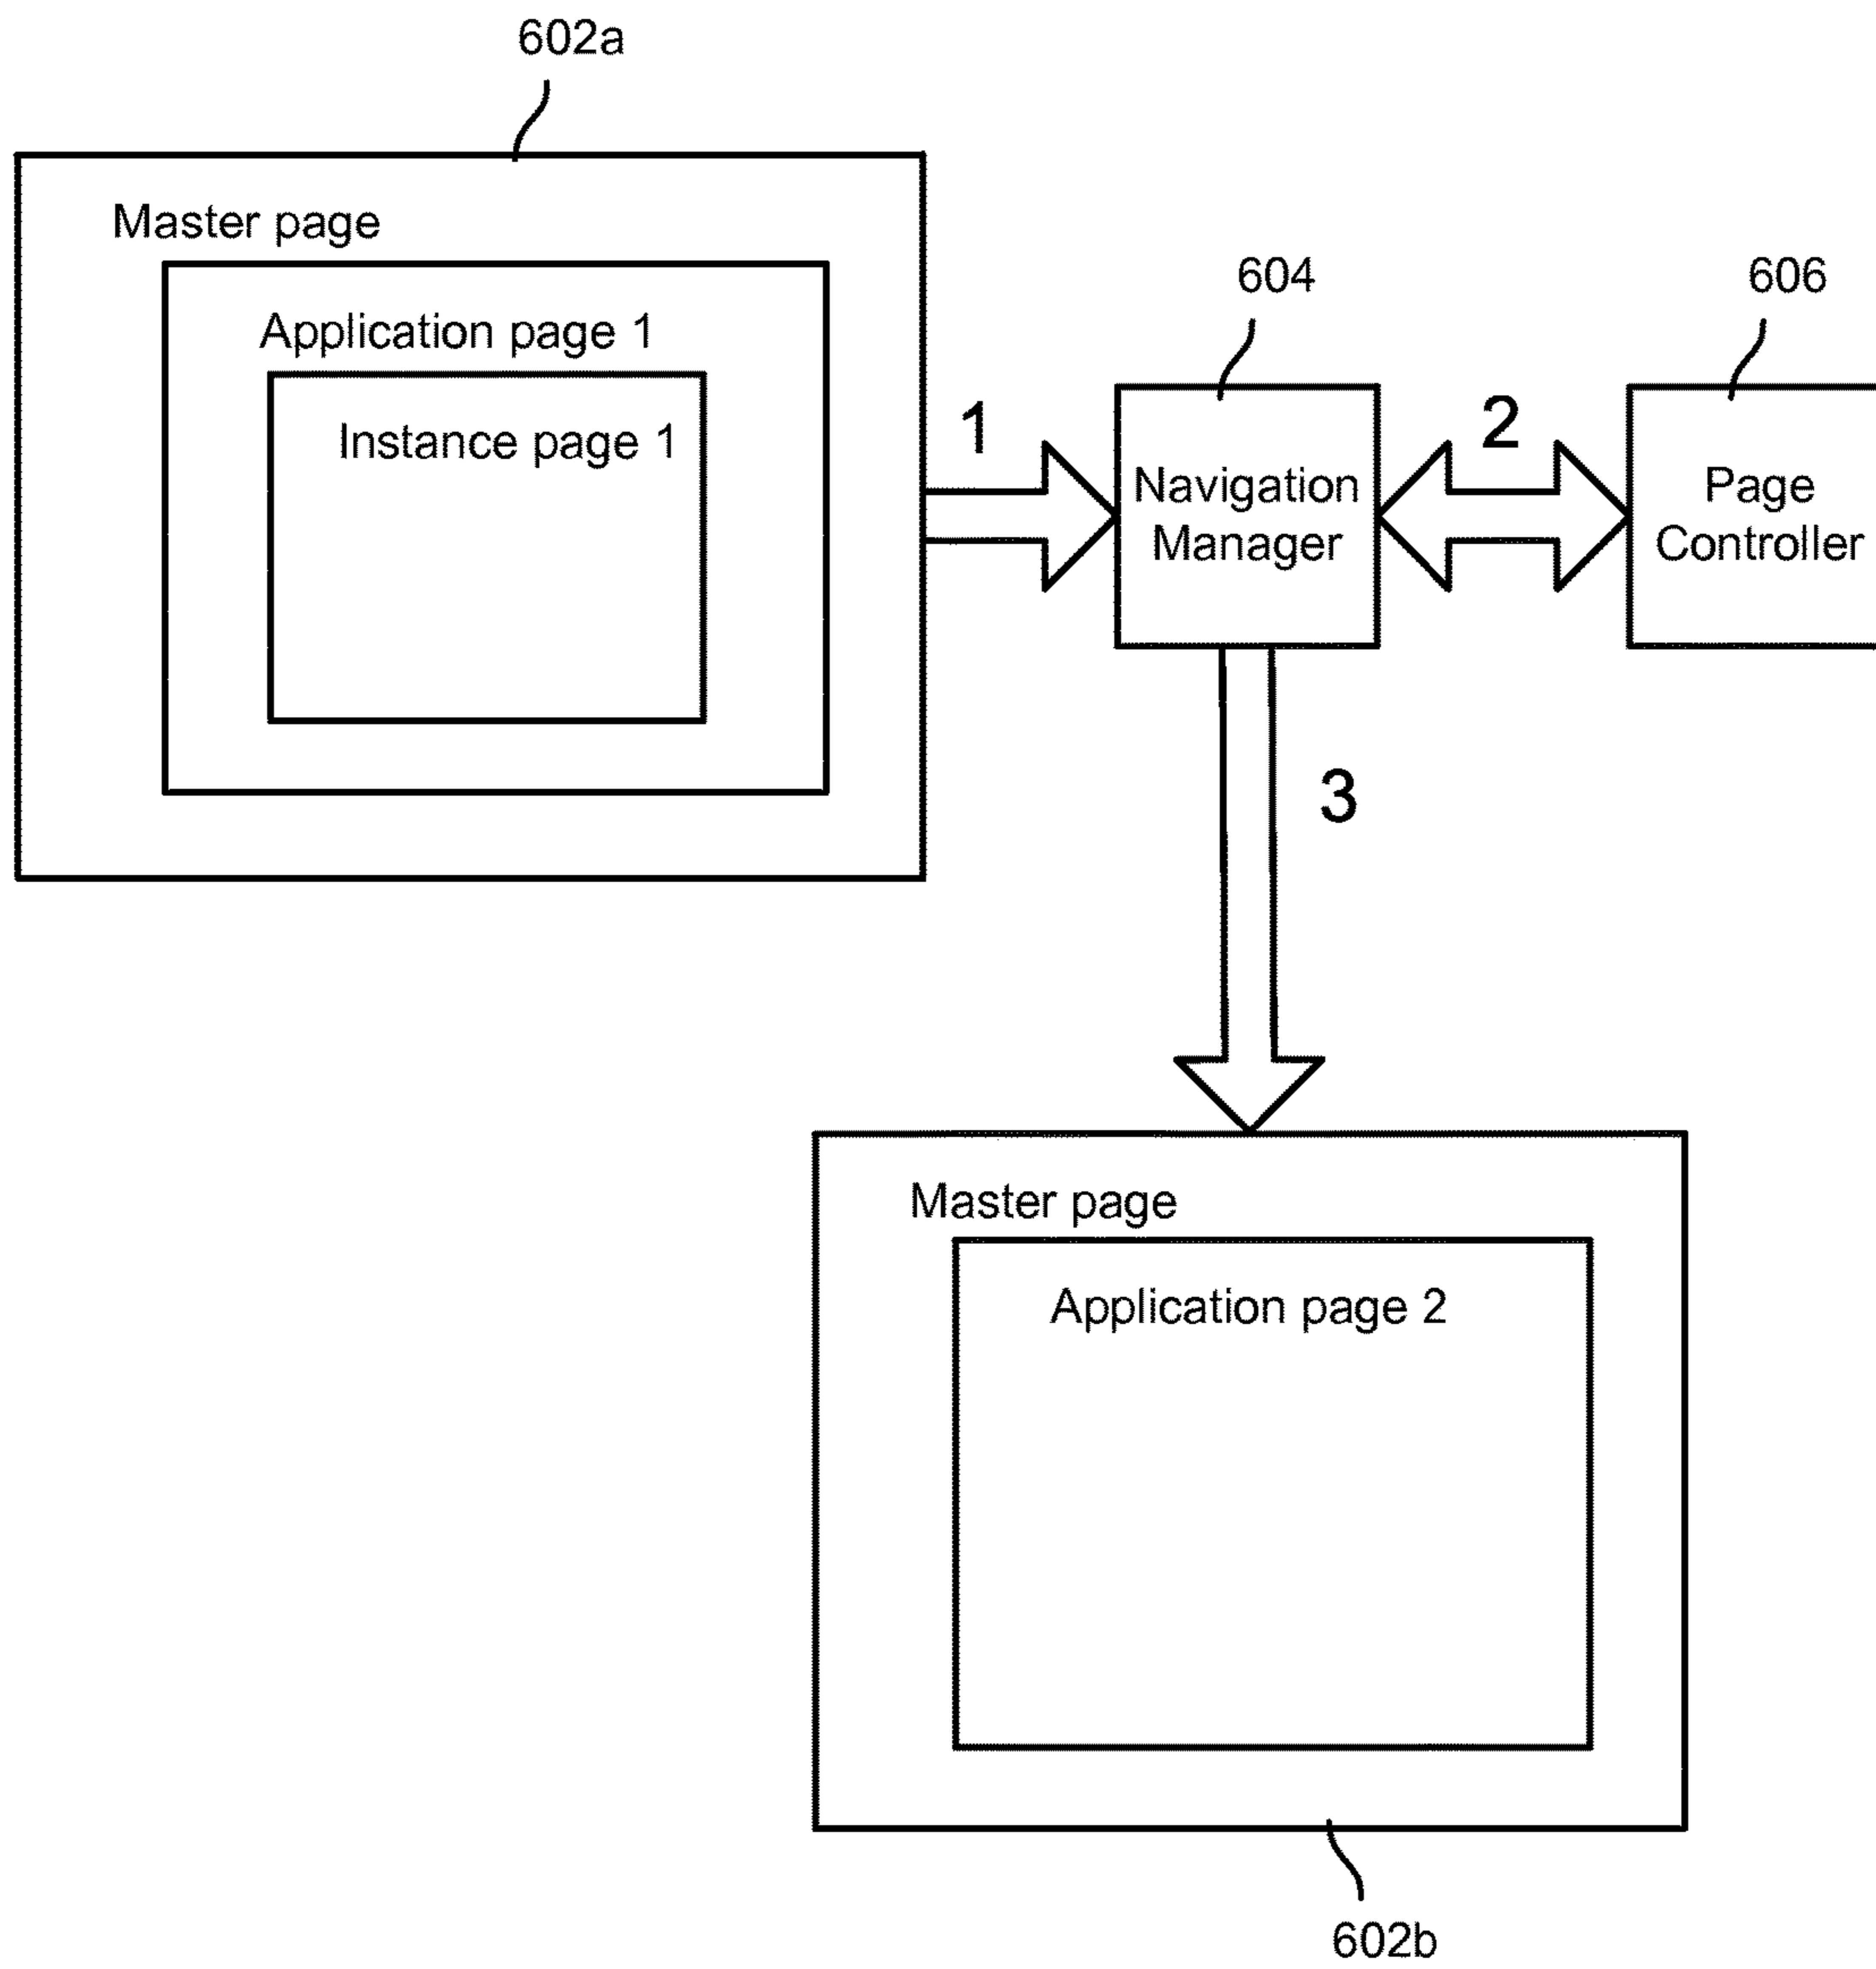 602a
Master page
Application page 1
Instance page 1
1
604
Navigation
Manager
2
606
Page
Controller
3
Master page
Application page 2
602b